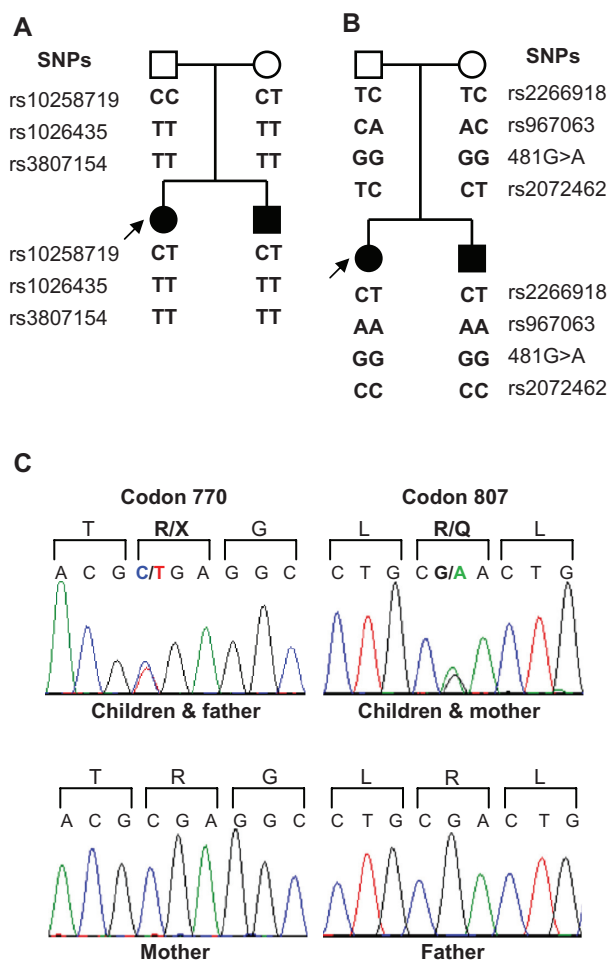 A
SNPs
rs10258719 CC CT
rs1026435 TT TT
rs3807154 TT TT
rs10258719 CT CT
rs1026435 TT TT
rs3807154 TT TT
B
SNPs
TC TC rs2266918
CA AC rs967063
GG GG 481G>A
TC CT rs2072462
CT CT rs2266918
AA AA rs967063
GG GG 481G>A
CC CC rs2072462
C
Codon 770
T R/X G
A C G C/T G A G G C
Children & father
Codon 807
L R/Q L
C T G C G/A A C T G
Children & mother
T R G
A C G C G A G G C
Mother
L R L
C T G C G A C T G
Father